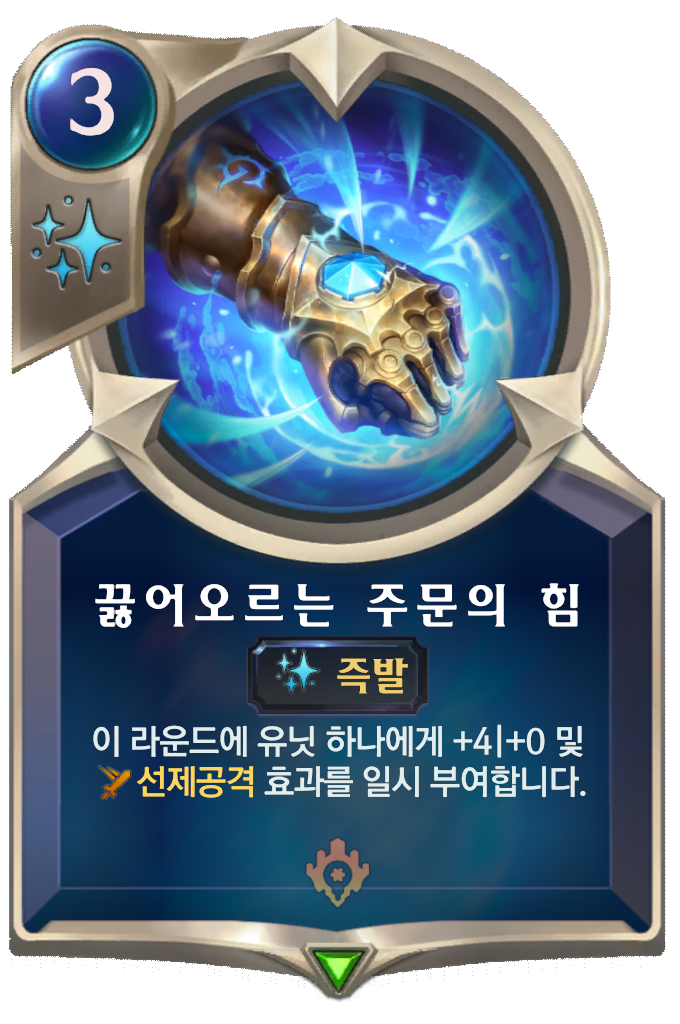 3
끓어오르는 주문의 힘
즉발
이 라운드에 유닛 하나에게 +4|+0 및
선제공격 효과를 일시 부여합니다.